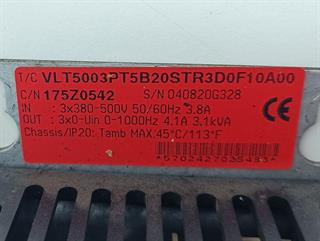 T/C VLT5003PT5B20STR3D0F10A00
C/N 175Z0542 S/N 040820G328
IN : 3x380-500V 50/60Hz 3.8A
OUT : 3x0-Uin 0-1000Hz 4.1A 3.1kVA
Chassis/IP20: Tamb MAX 45°C/113°F
CE
*5702427035433*